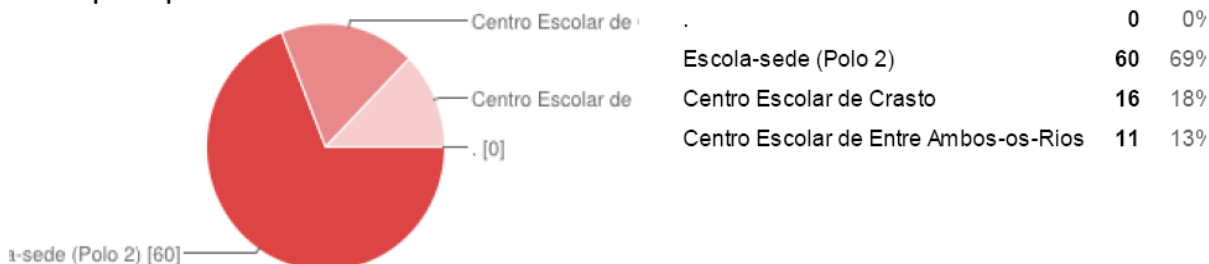 Centro Escolar de
Centro Escolar de
. [0]
a-sede (Polo 2) [60]
. 0 0%
Escola-sede (Polo 2) 60 69%
Centro Escolar de Crasto 16 18%
Centro Escolar de Entre Ambos-os-Rios 11 13%